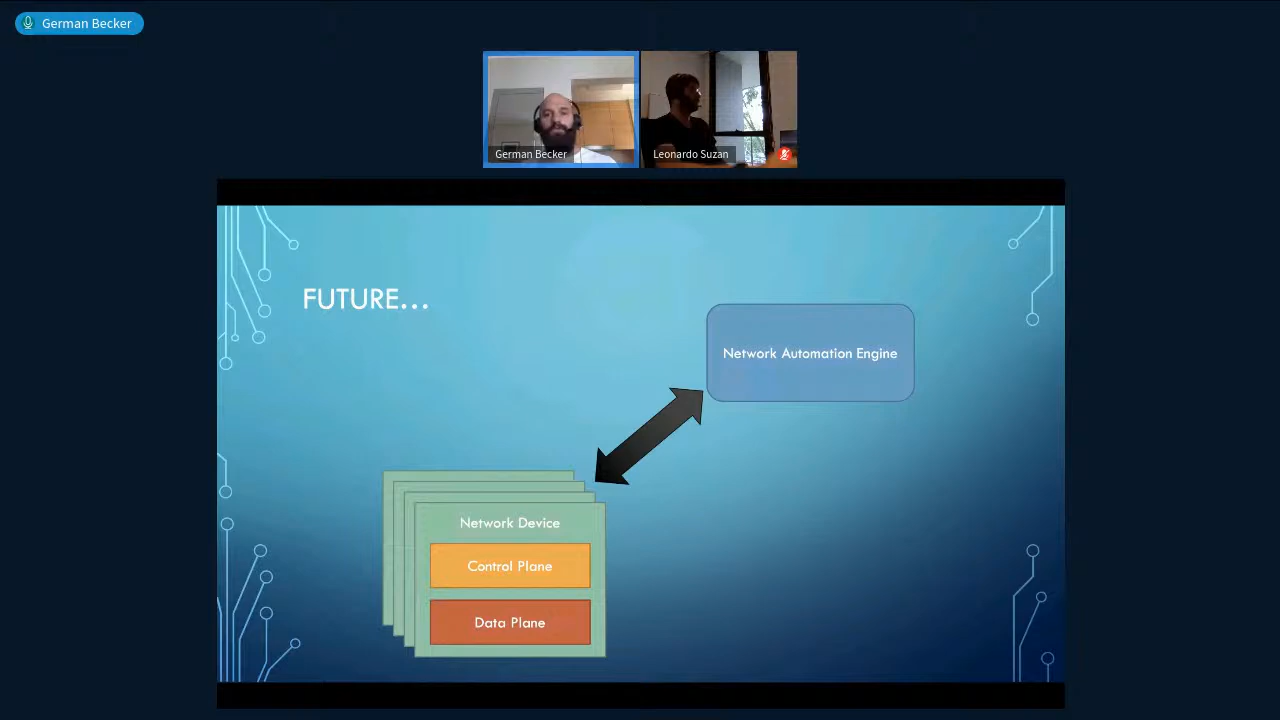 German Becker
German Becker
Leonardo Suzan
FUTURE...
Network Automation Engine
Network Device
Control Plane
Data Plane